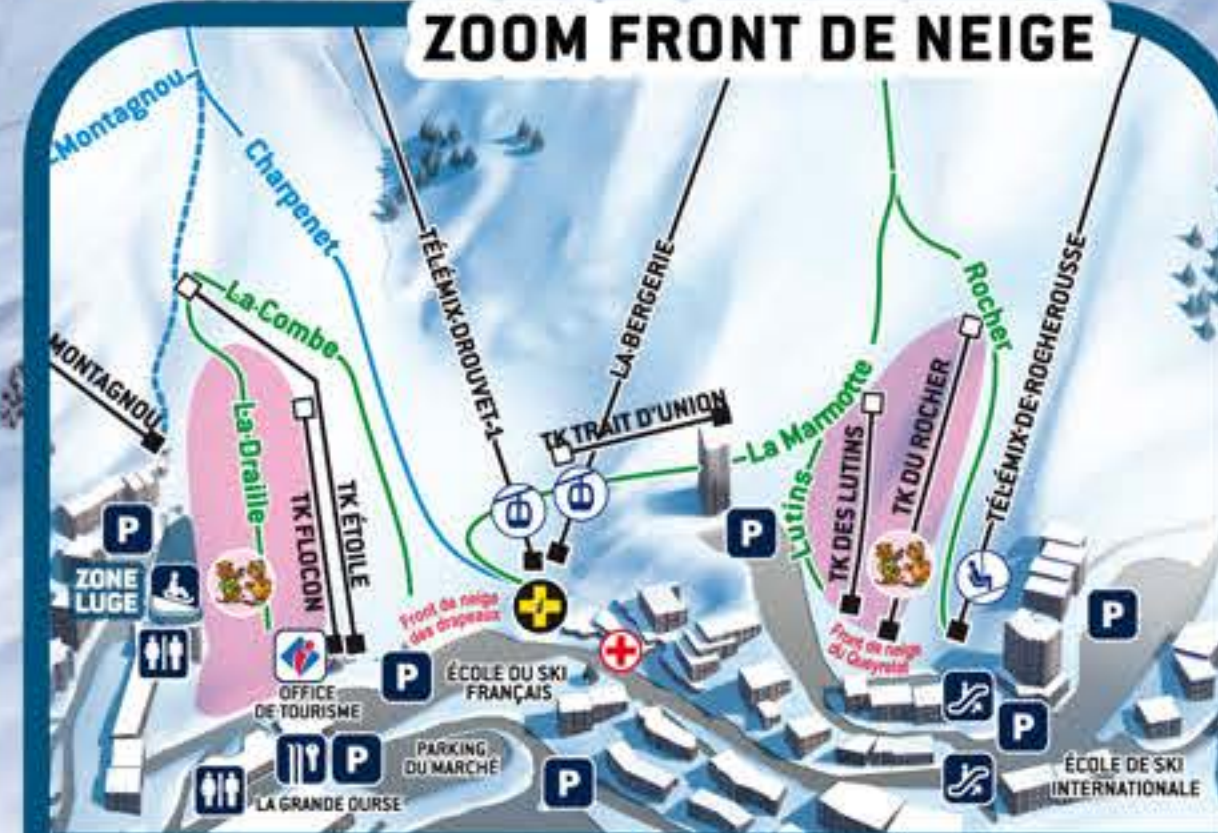 ZOOM FRONT DE NEIGE
Montagnou
Charpenet
TÉLÉMIX DROUVET 1
LA BERGERIE
Rocher
TÉLÉMIX DE ROCHEROUSSE
La Combe
MONTAGNOU
La Draille
TK FLOCON
TK ÉTOILE
TK TRAIT D'UNION
La Marmotte
Lutins
TK DES LUTINS
TK DU ROCHER
P
P
ZONE
LUGE
Front de neige
des drapeaux
Front de neige
du Queyrelet
P
OFFICE
DE TOURISME
P
ÉCOLE DU SKI
FRANÇAIS
P
P
PARKING
DU MARCHÉ
P
LA GRANDE OURSE
ÉCOLE DE SKI
INTERNATIONALE